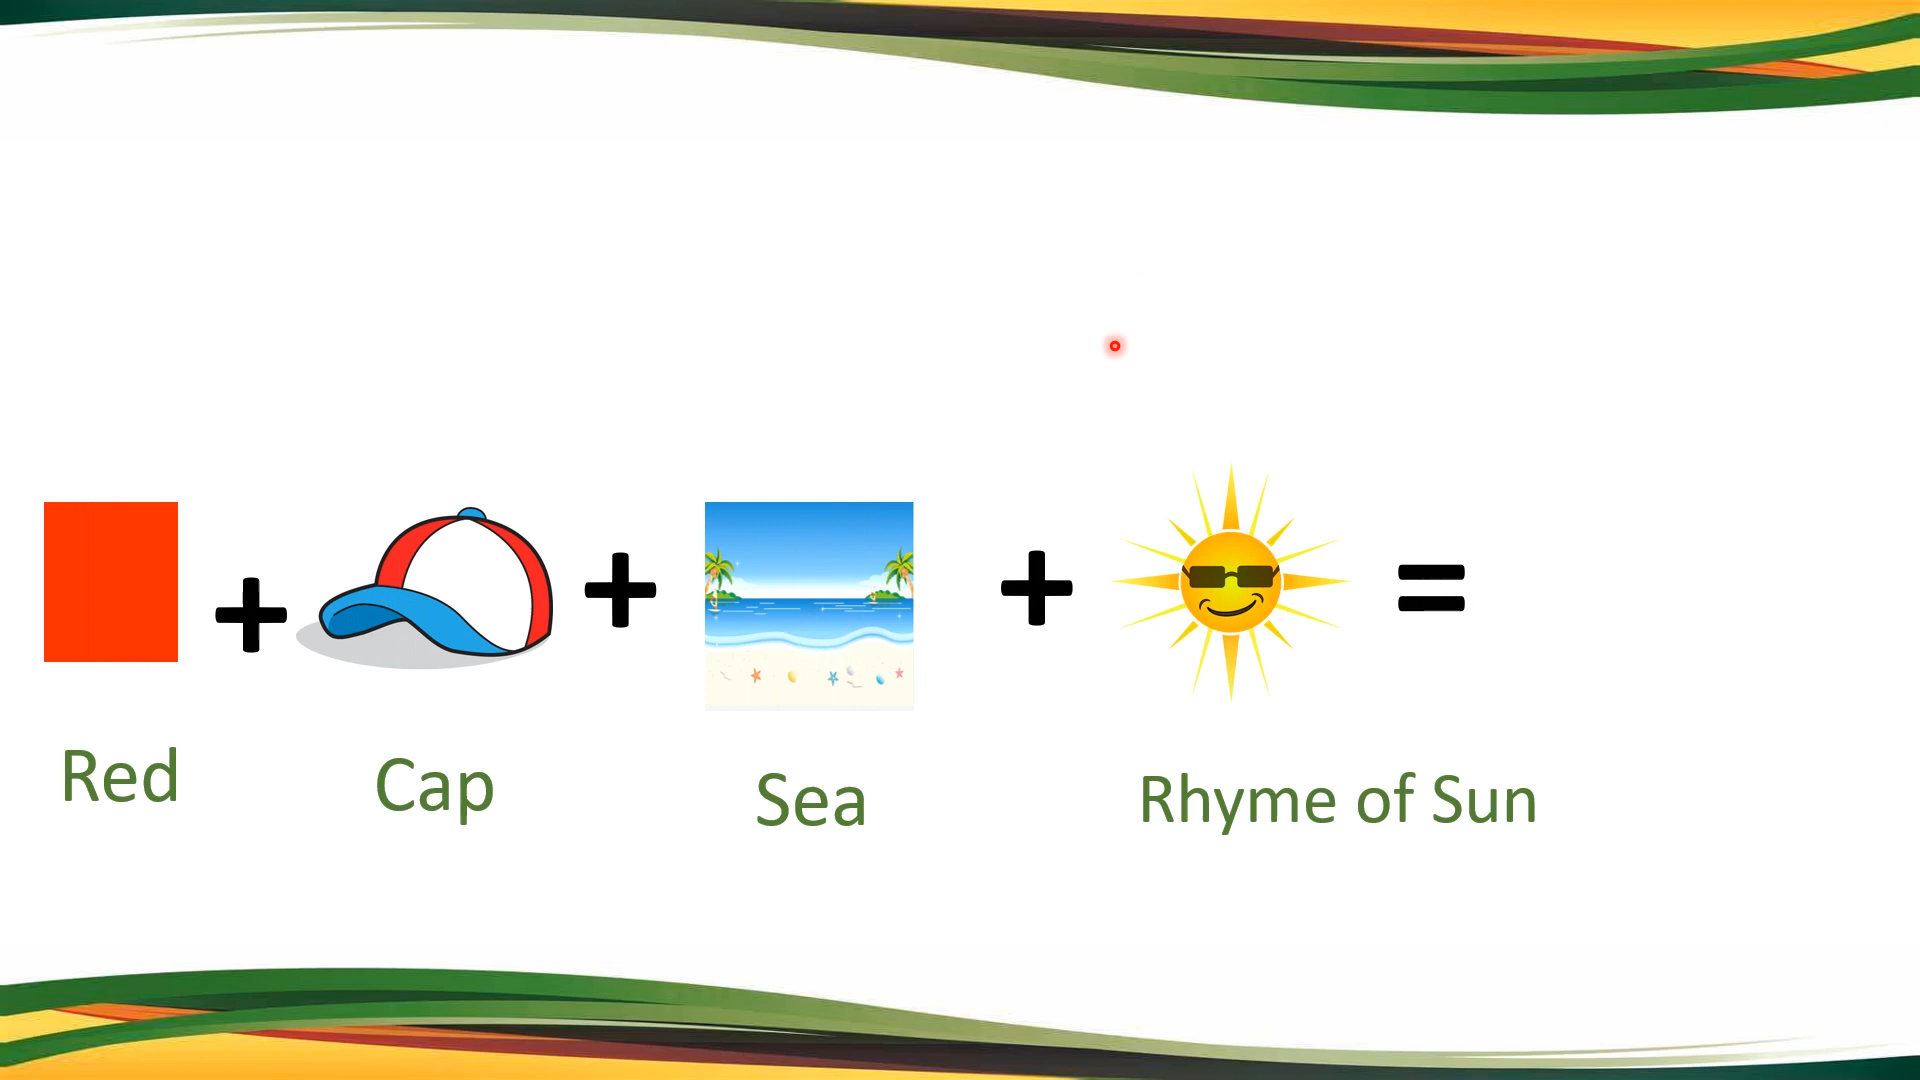 + + + =
Red Cap Sea Rhyme of Sun